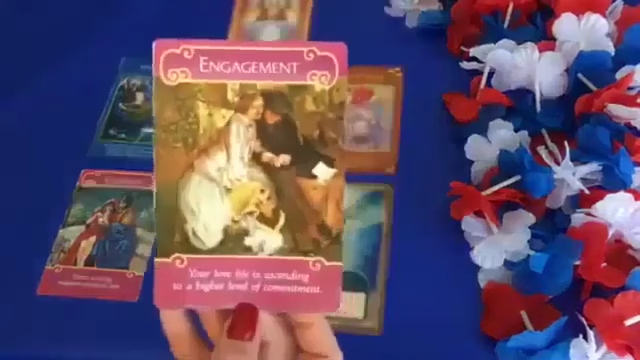 ENGAGEMENT
Your love life is ascending
to a higher level of commitment.